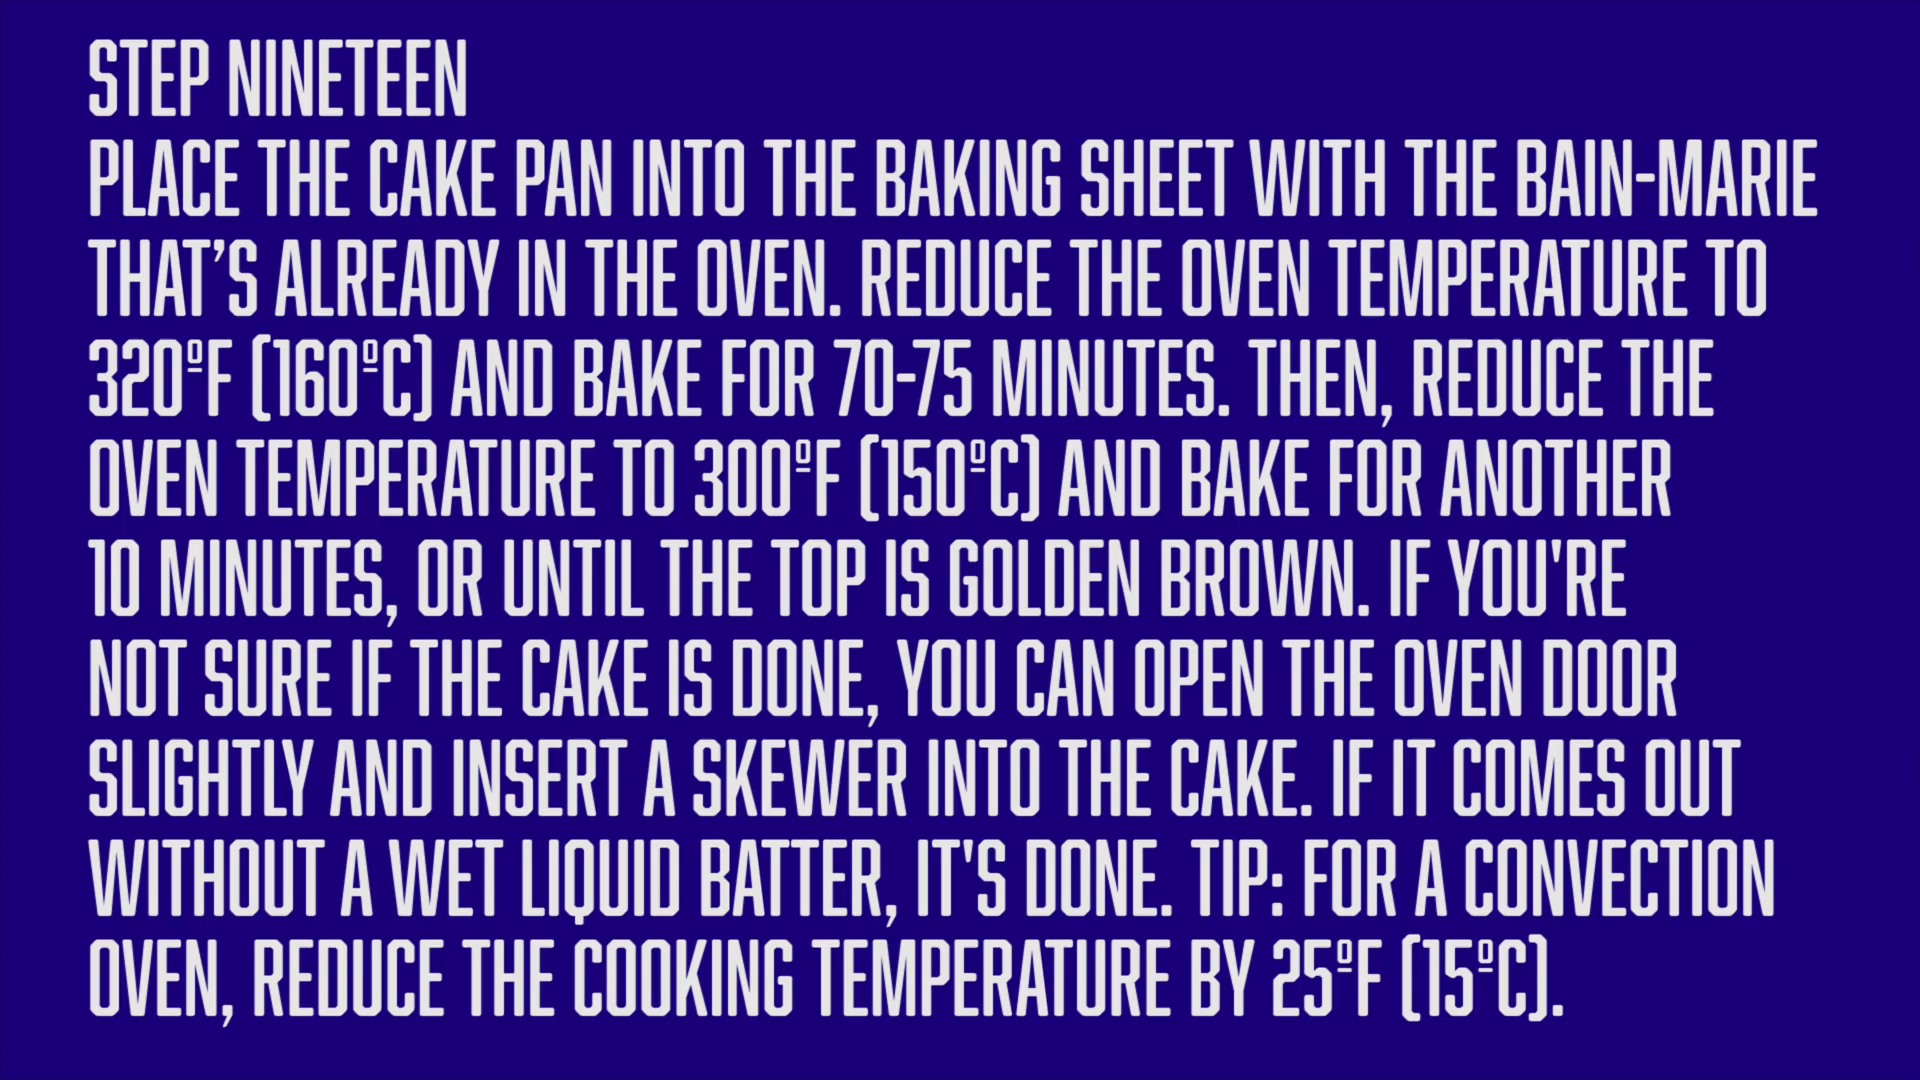 STEP NINETEEN
PLACE THE CAKE PAN INTO THE BAKING SHEET WITH THE BAIN-MARIE
THAT’S ALREADY IN THE OVEN. REDUCE THE OVEN TEMPERATURE TO
320ºF (160ºC) AND BAKE FOR 70-75 MINUTES. THEN, REDUCE THE
OVEN TEMPERATURE TO 300ºF (150ºC) AND BAKE FOR ANOTHER
10 MINUTES, OR UNTIL THE TOP IS GOLDEN BROWN. IF YOU'RE
NOT SURE IF THE CAKE IS DONE, YOU CAN OPEN THE OVEN DOOR
SLIGHTLY AND INSERT A SKEWER INTO THE CAKE. IF IT COMES OUT
WITHOUT A WET LIQUID BATTER, IT'S DONE. TIP: FOR A CONVECTION
OVEN, REDUCE THE COOKING TEMPERATURE BY 25ºF (15ºC).